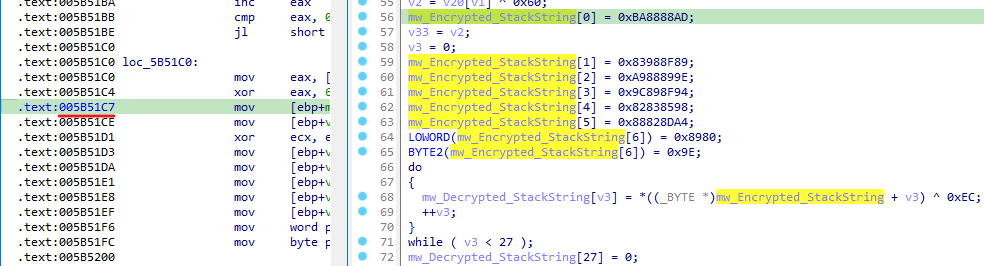 .text:005B51BA inc eax
.text:005B51BB cmp eax, 0
.text:005B51BE jl short
.text:005B51C0
.text:005B51C0 loc_5B51C0:
.text:005B51C0 mov eax, [
.text:005B51C4 xor eax, 6
.text:005B51C7 mov [ebp+m
.text:005B51CE mov [ebp+v
.text:005B51D1 xor ecx, e
.text:005B51D3 mov [ebp+v
.text:005B51DA mov [ebp+v
.text:005B51E1 mov [ebp+v
.text:005B51E8 mov [ebp+v
.text:005B51EF mov [ebp+v
.text:005B51F6 mov word p
.text:005B51FC mov byte p
.text:005B5200
55 v2 = v20[v1] ^ 0x60;
56 mw_Encrypted_StackString[0] = 0xBA8888AD;
57 v33 = v2;
58 v3 = 0;
59 mw_Encrypted_StackString[1] = 0x83988F89;
60 mw_Encrypted_StackString[2] = 0xA988899E;
61 mw_Encrypted_StackString[3] = 0x9C898F94;
62 mw_Encrypted_StackString[4] = 0x82838598;
63 mw_Encrypted_StackString[5] = 0x88828DA4;
64 LOWORD(mw_Encrypted_StackString[6]) = 0x8980;
65 BYTE2(mw_Encrypted_StackString[6]) = 0x9E;
66 do
67 {
68 mw_Decrypted_StackString[v3] = *((_BYTE *)mw_Encrypted_StackString + v3) ^ 0xEC;
69 ++v3;
70 }
71 while ( v3 < 27 );
72 mw_Decrypted_StackString[27] = 0;